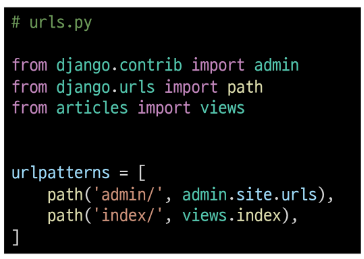 # urls.py
from django.contrib import admin
from django.urls import path
from articles import views
urlpatterns = [
    path('admin/', admin.site.urls),
    path('index/', views.index),
]